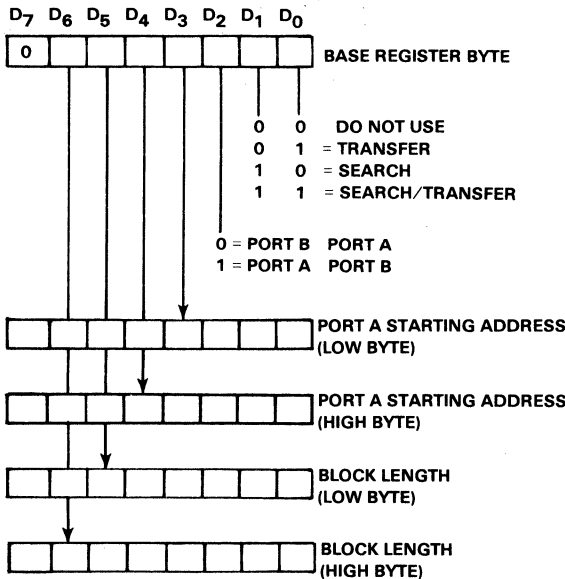 D7 D6 D5 D4 D3 D2 D1 D0
0 BASE REGISTER BYTE
0 0 DO NOT USE
0 1 = TRANSFER
1 0 = SEARCH
1 1 = SEARCH/TRANSFER
0 = PORT B PORT A
1 = PORT A PORT B
PORT A STARTING ADDRESS
(LOW BYTE)
PORT A STARTING ADDRESS
(HIGH BYTE)
BLOCK LENGTH
(LOW BYTE)
BLOCK LENGTH
(HIGH BYTE)